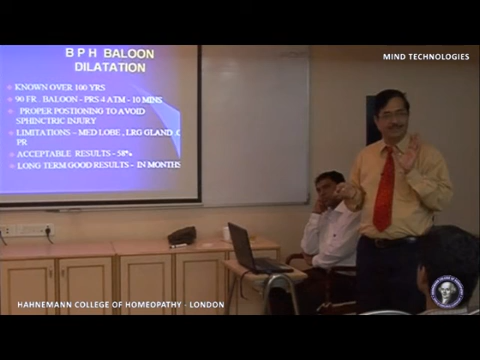 B P H BALOON
DILATATION
KNOWN OVER 100 YRS
90 FR. BALOON - PRS 4 ATM - 10 MINS
PROPER POSTIONING TO AVOID
SPHINCTRIC INJURY
LIMITATIONS - MED LOBE , LRG GLAND ,
PR
ACCEPTABLE RESULTS - 58%
LONG TERM GOOD RESULTS - IN MONTHS
MIND TECHNOLOGIES
HAHNEMANN COLLEGE OF HOMEOPATHY - LONDON